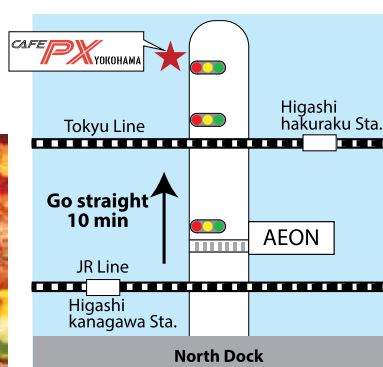 CAFE PX YOKOHAMA
Tokyu Line
Higashi
hakuraku Sta.
Go straight
10 min
AEON
JR Line
Higashi
kanagawa Sta.
North Dock